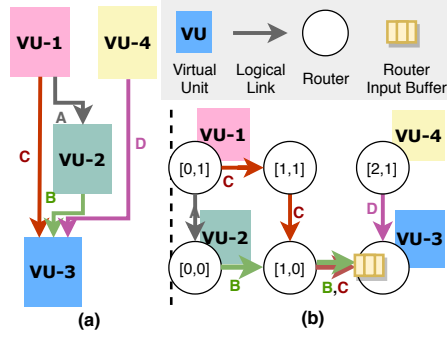 VU-1
VU-4
A
C
VU-2
D
B
VU-3
(a)
VU
Virtual
Unit
Logical
Link
Router
Router
Input Buffer
VU-1
VU-4
[0,1]
C
[1,1]
[2,1]
A
C
D
VU-2
VU-3
[0,0]
B
[1,0]
B,C
(b)